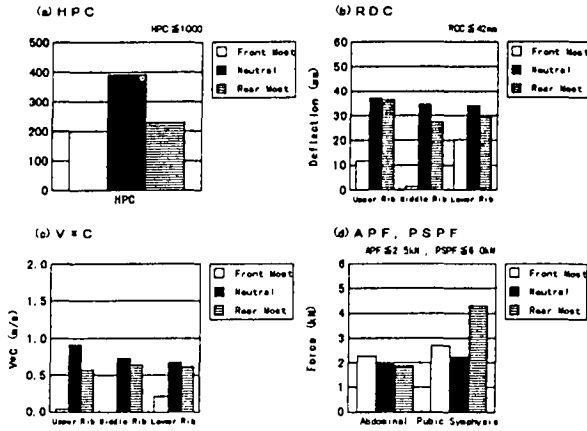 (a) HPC
HPC≦1000
500
400
300
200
100
0
HPC
Front Most
Neutral
Rear Most
(b) RDC
RDC≦42mm
Deflection (mm)
60
50
40
30
20
10
0
Upper Rib Middle Rib Lower Rib
Front Most
Neutral
Rear Most
(c) V*C
V*C (m/s)
2.0
1.5
1.0
0.5
0.0
Upper Rib Middle Rib Lower Rib
Front Most
Neutral
Rear Most
(d) APF, PSPF
APF≦2.5kN, PSPF≦6.0kN
Force (kN)
6
5
4
3
2
1
0
Abdominal Pubic Symphysis
Front Most
Neutral
Rear Most